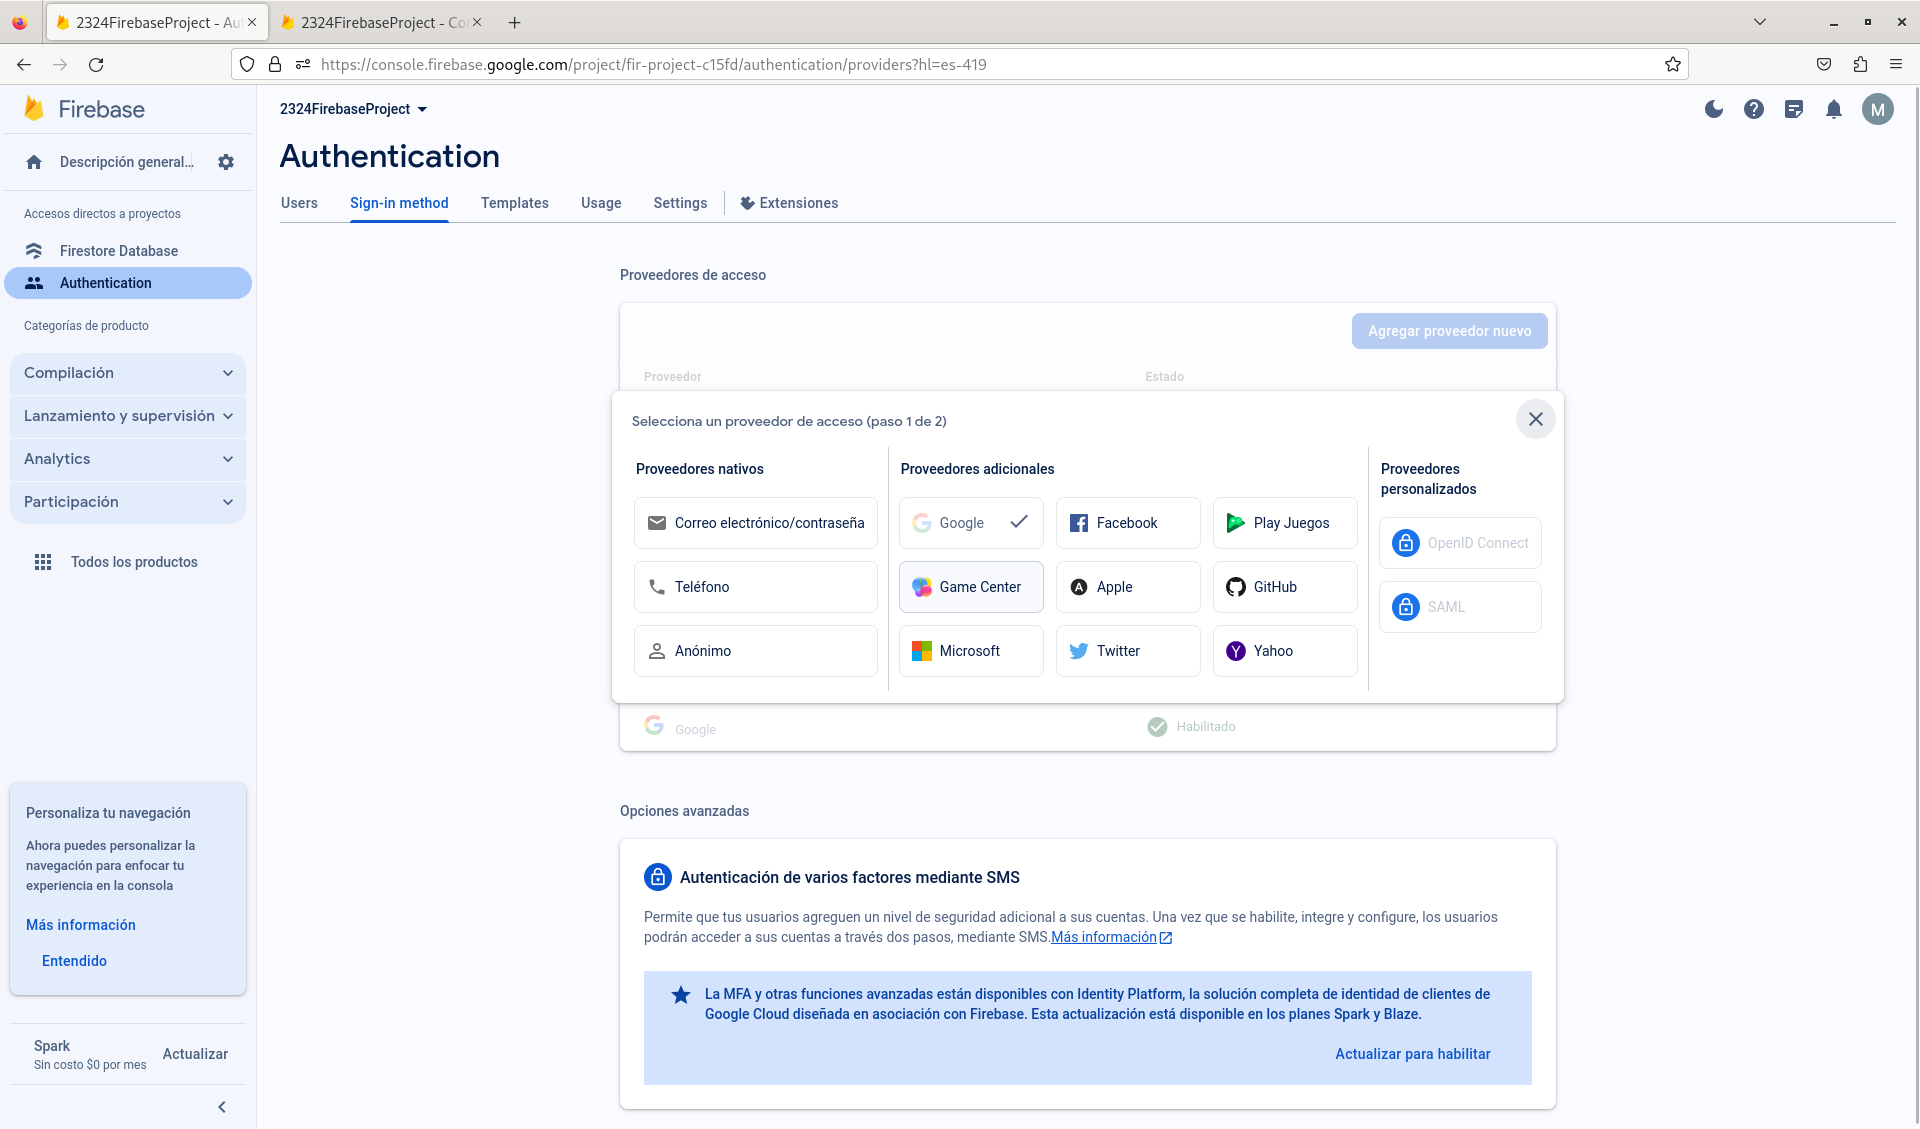 2324FirebaseProject - Au
2324FirebaseProject - Co
https://console.firebase.google.com/project/fir-project-c15fd/authentication/providers?hl=es-419
Firebase
2324FirebaseProject
M
Descripción general...
Authentication
Users
Sign-in method
Templates
Usage
Settings
Extensiones
Accesos directos a proyectos
Firestore Database
Authentication
Categorías de producto
Compilación
Lanzamiento y supervisión
Analytics
Participación
Todos los productos
Personaliza tu navegación
Ahora puedes personalizar la
navegación para enfocar tu
experiencia en la consola
Más información
Entendido
Spark
Sin costo $0 por mes
Actualizar
Proveedores de acceso
Agregar proveedor nuevo
Proveedor
Estado
Selecciona un proveedor de acceso (paso 1 de 2)
Proveedores nativos
Correo electrónico/contraseña
Teléfono
Anónimo
Proveedores adicionales
Google
Facebook
Play Juegos
Game Center
Apple
GitHub
Microsoft
Twitter
Yahoo
Proveedores
personalizados
OpenID Connect
SAML
Google
Habilitado
Opciones avanzadas
Autenticación de varios factores mediante SMS
Permite que tus usuarios agreguen un nivel de seguridad adicional a sus cuentas. Una vez que se habilite, integre y configure, los usuarios
podrán acceder a sus cuentas a través dos pasos, mediante SMS.Más información
La MFA y otras funciones avanzadas están disponibles con Identity Platform, la solución completa de identidad de clientes de
Google Cloud diseñada en asociación con Firebase. Esta actualización está disponible en los planes Spark y Blaze.
Actualizar para habilitar